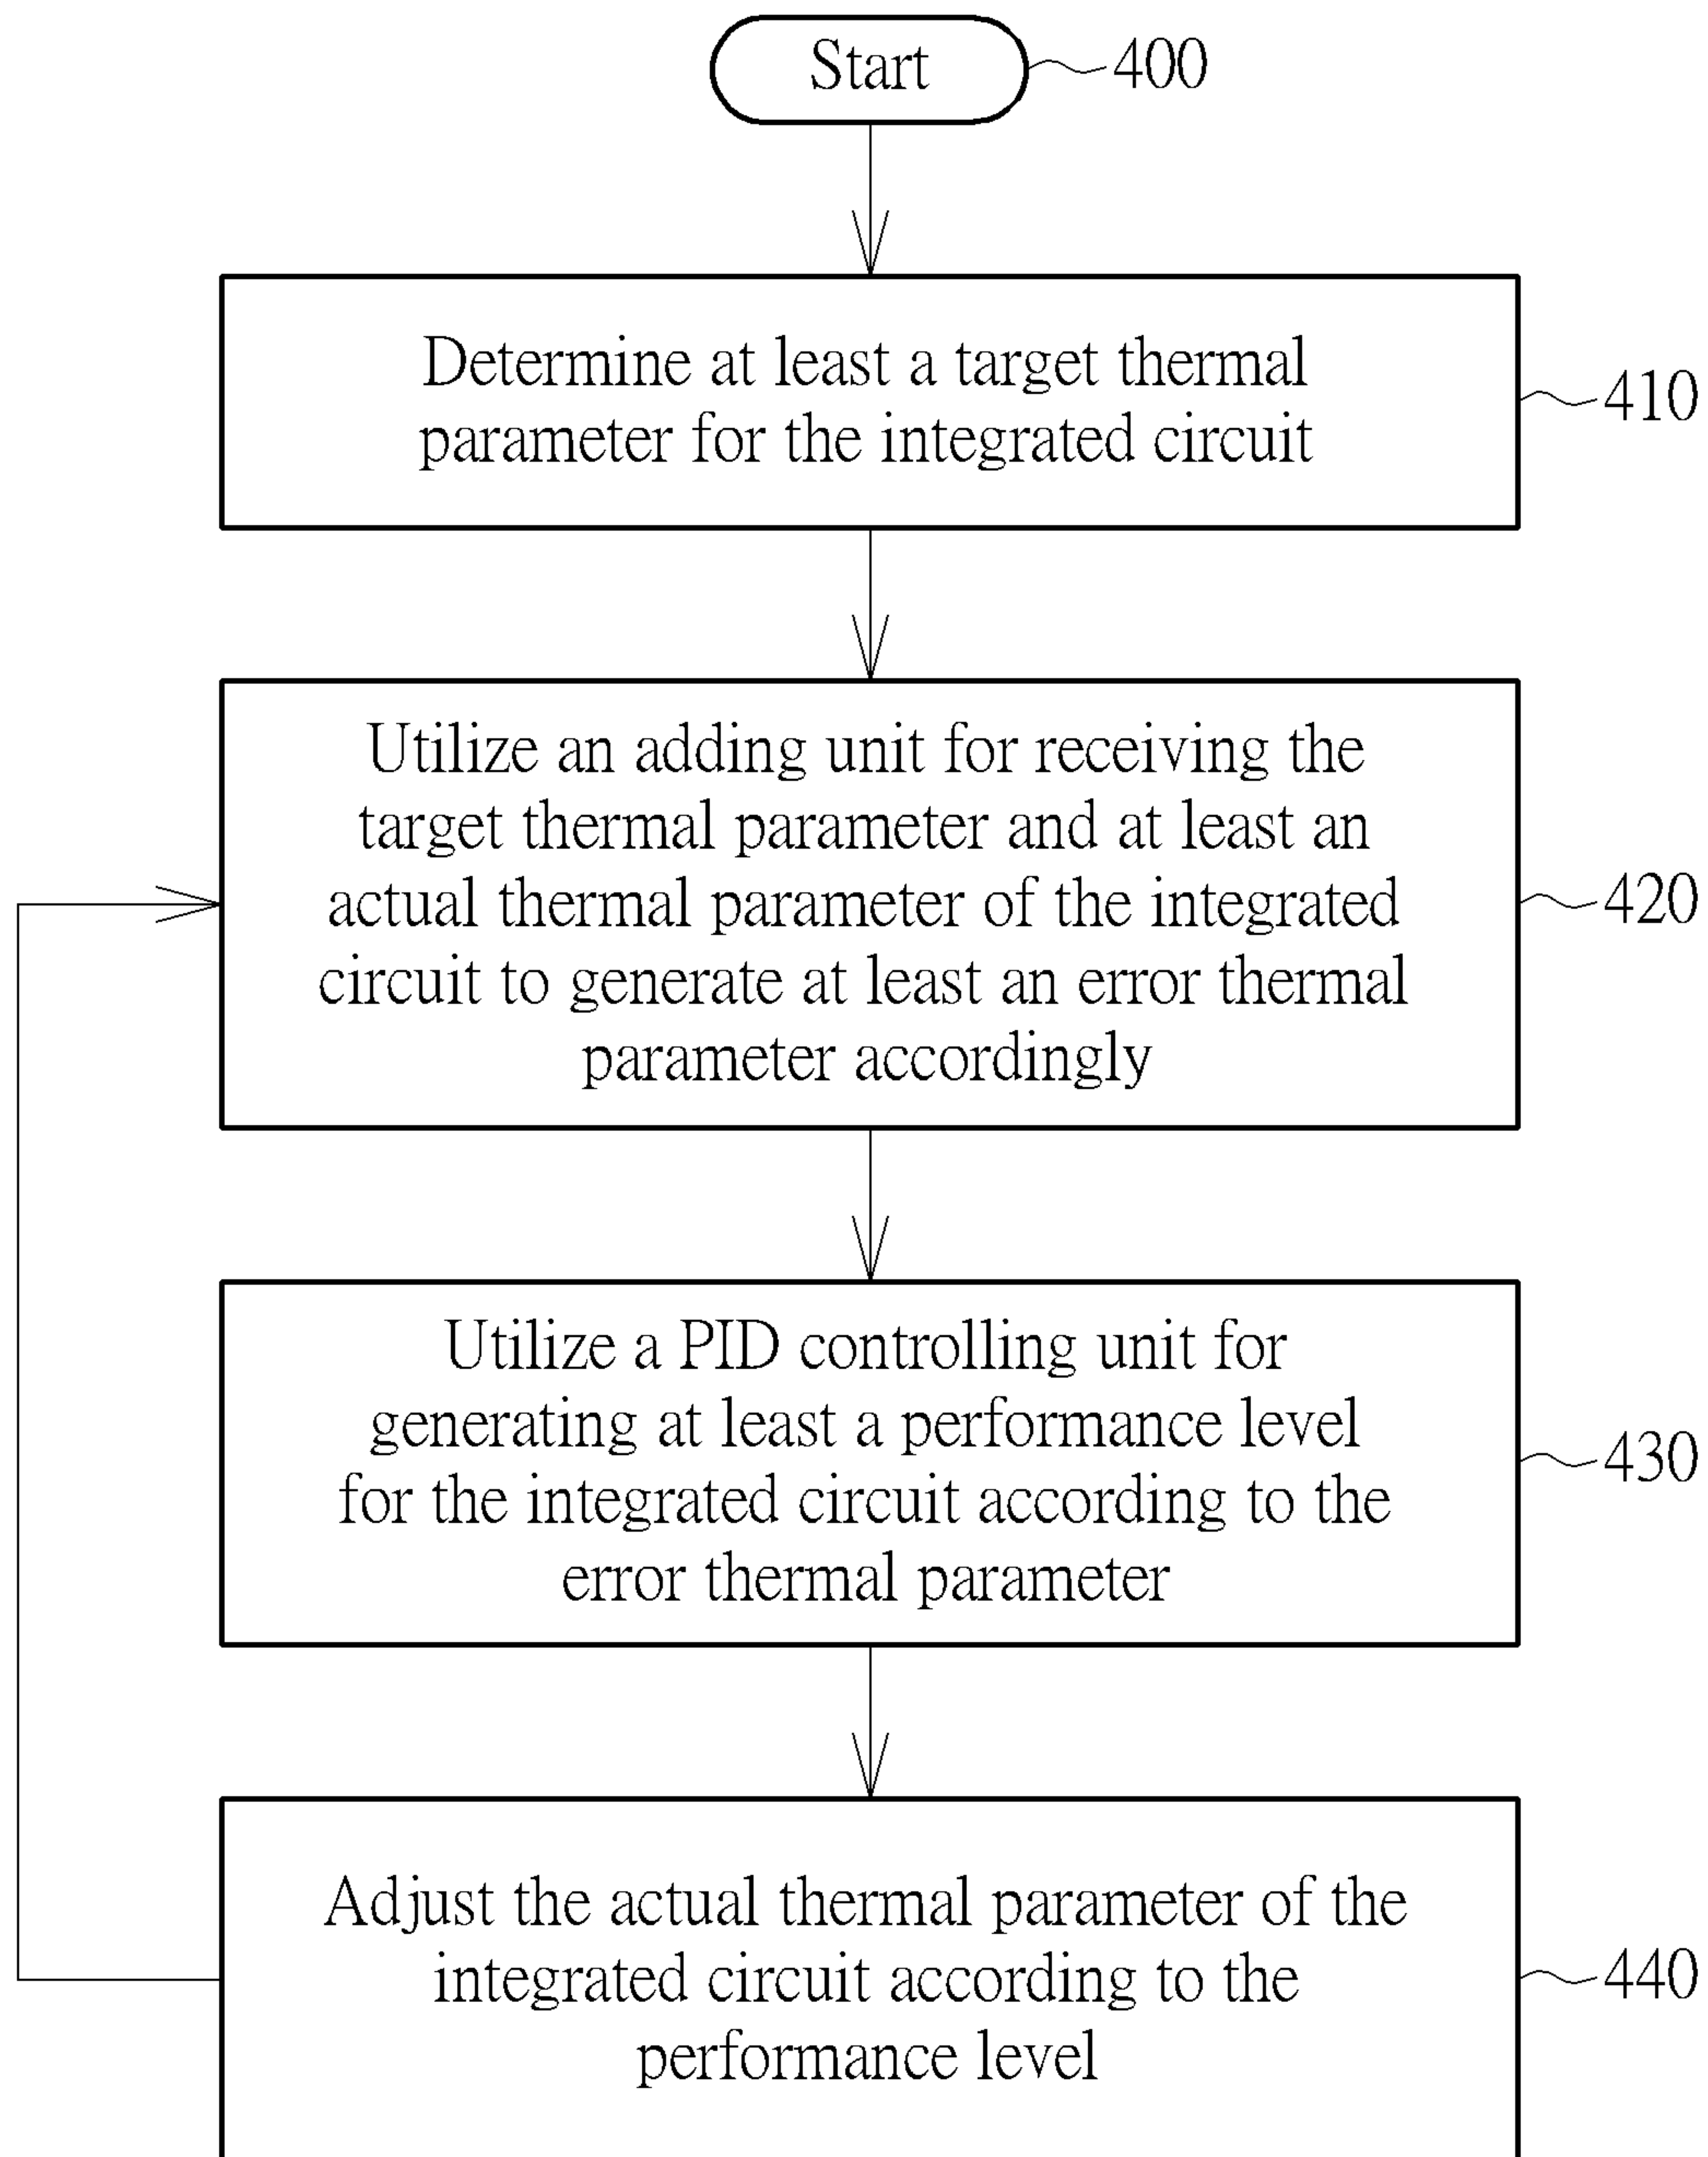 Start
400
Determine at least a target thermal
parameter for the integrated circuit
410
Utilize an adding unit for receiving the
target thermal parameter and at least an
actual thermal parameter of the integrated
circuit to generate at least an error thermal
parameter accordingly
420
Utilize a PID controlling unit for
generating at least a performance level
for the integrated circuit according to the
error thermal parameter
430
Adjust the actual thermal parameter of the
integrated circuit according to the
performance level
440